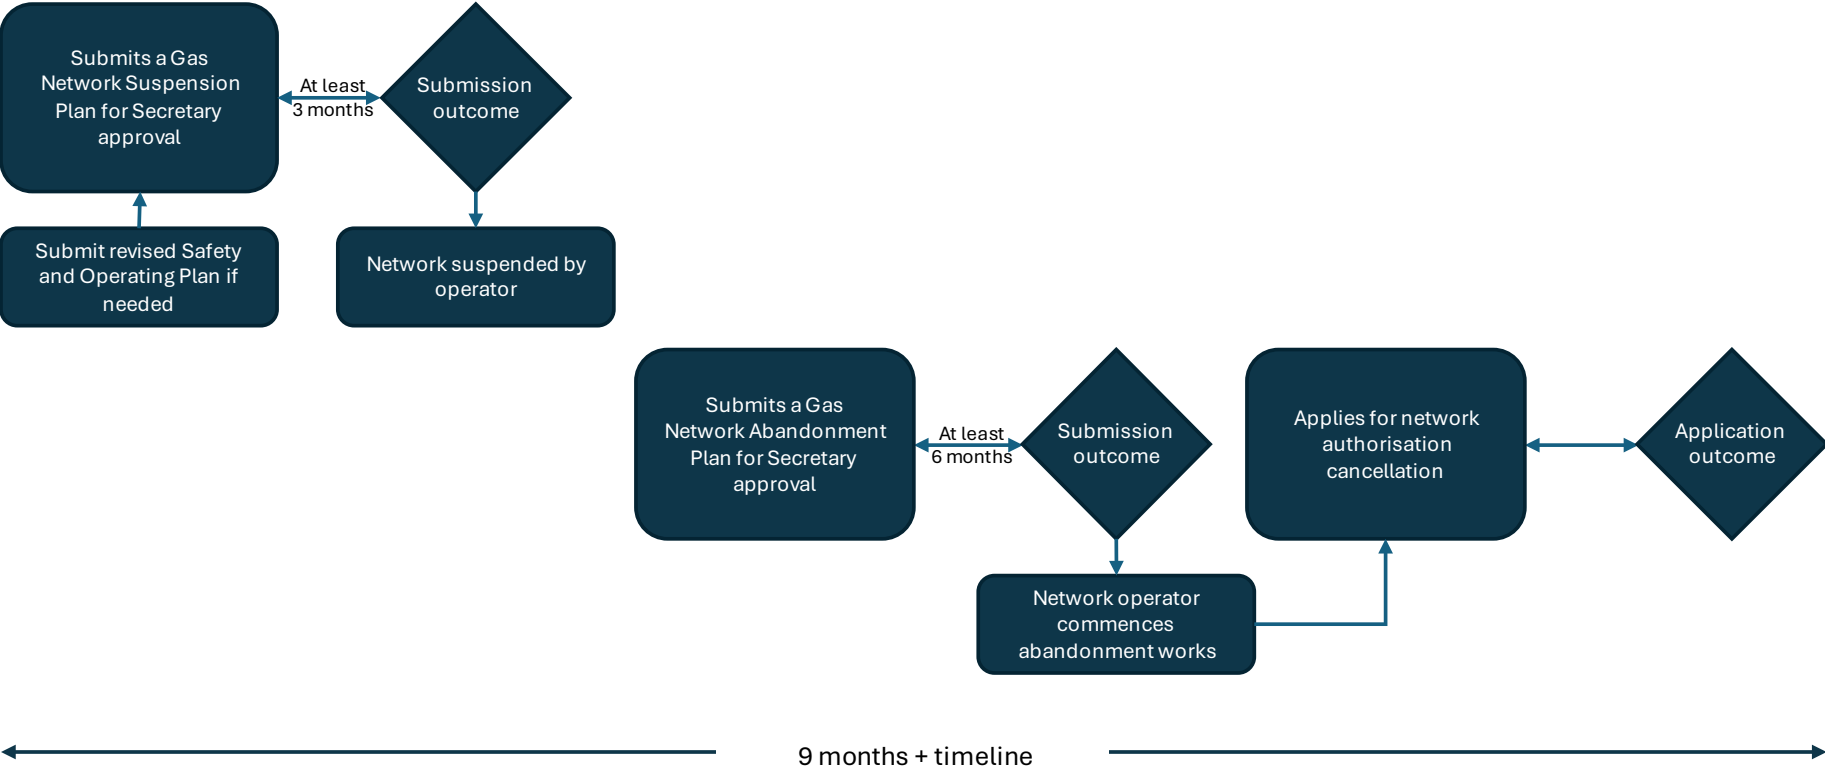 Submits a Gas
Network Suspension
Plan for Secretary
approval
At least
3 months
Submission
outcome
Submit revised Safety
and Operating Plan if
needed
Network suspended by
operator
Submits a Gas
Network Abandonment
Plan for Secretary
approval
At least
6 months
Submission
outcome
Applies for network
authorisation
cancellation
Application
outcome
Network operator
commences
abandonment works
9 months + timeline